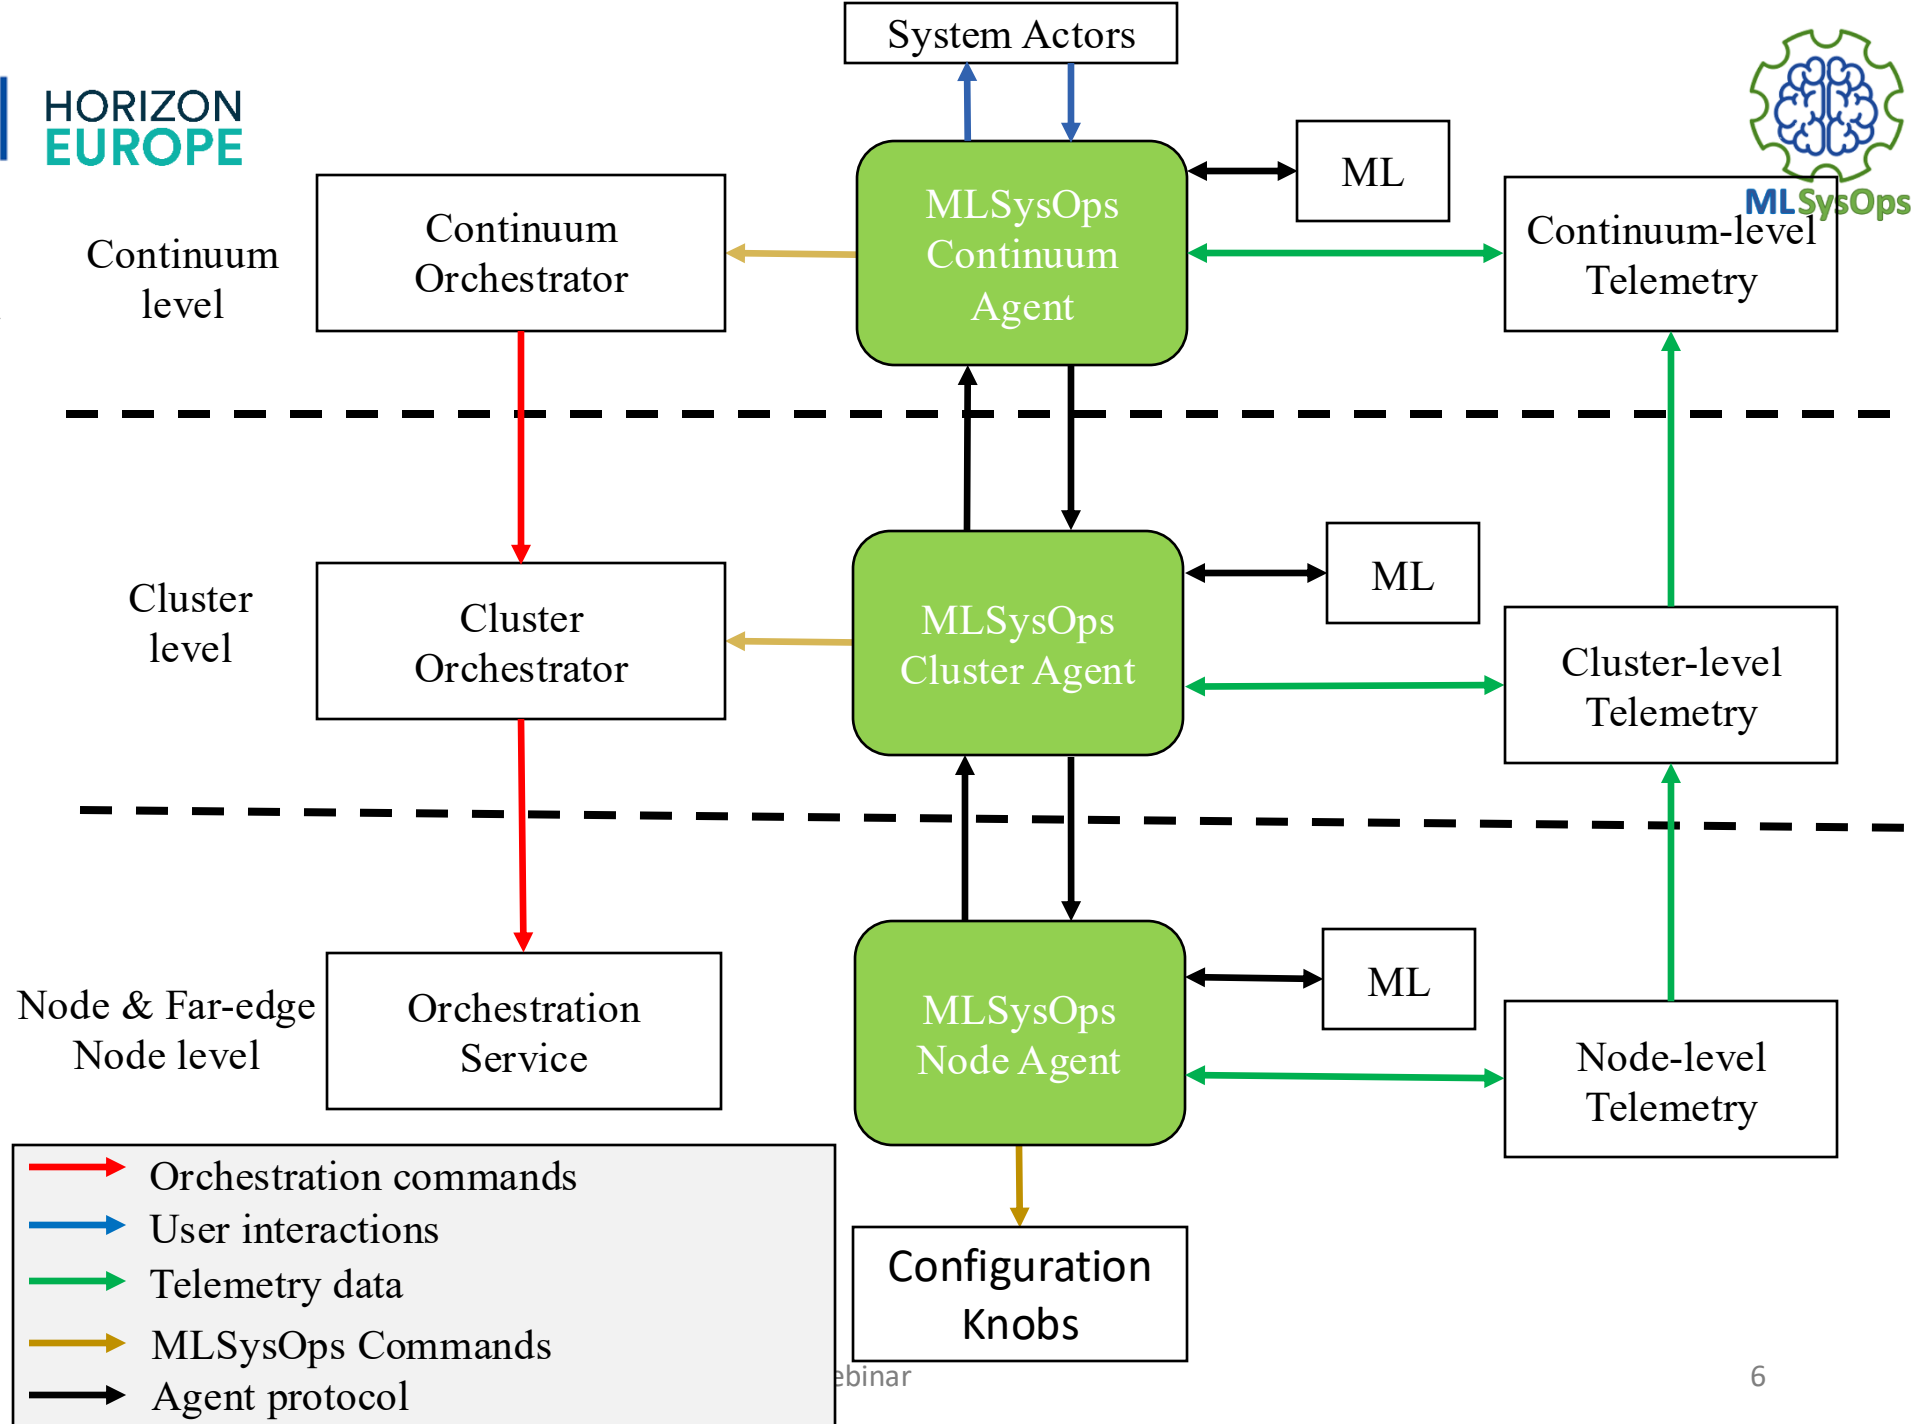 System Actors
HORIZON
EUROPE
MLSysOps
ML
MLSysOps
Continuum
Agent
Continuum
Orchestrator
Continuum
level
Continuum-level
Telemetry
ML
Cluster
level
Cluster
Orchestrator
MLSysOps
Cluster Agent
Cluster-level
Telemetry
ML
Node & Far-edge
Node level
Orchestration
Service
MLSysOps
Node Agent
Node-level
Telemetry
Orchestration commands
User interactions
Telemetry data
MLSysOps Commands
Agent protocol
Configuration
Knobs
6